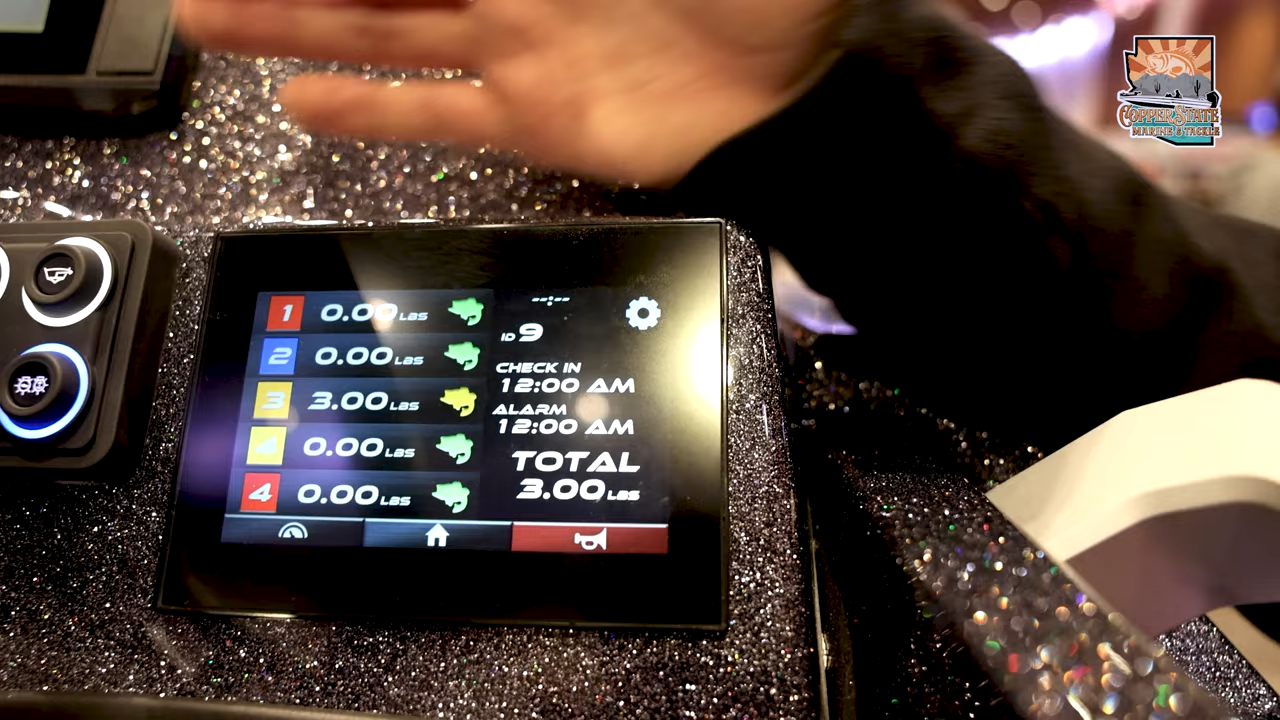 COPPER STATE
MARINE & TACKLE
1 0.00 LBS
2 0.00 LBS
3 3.00 LBS
4 0.00 LBS
4 0.00 LBS
--:--
ID 9
CHECK IN
12:00 AM
ALARM
12:00 AM
TOTAL
3.00 LBS